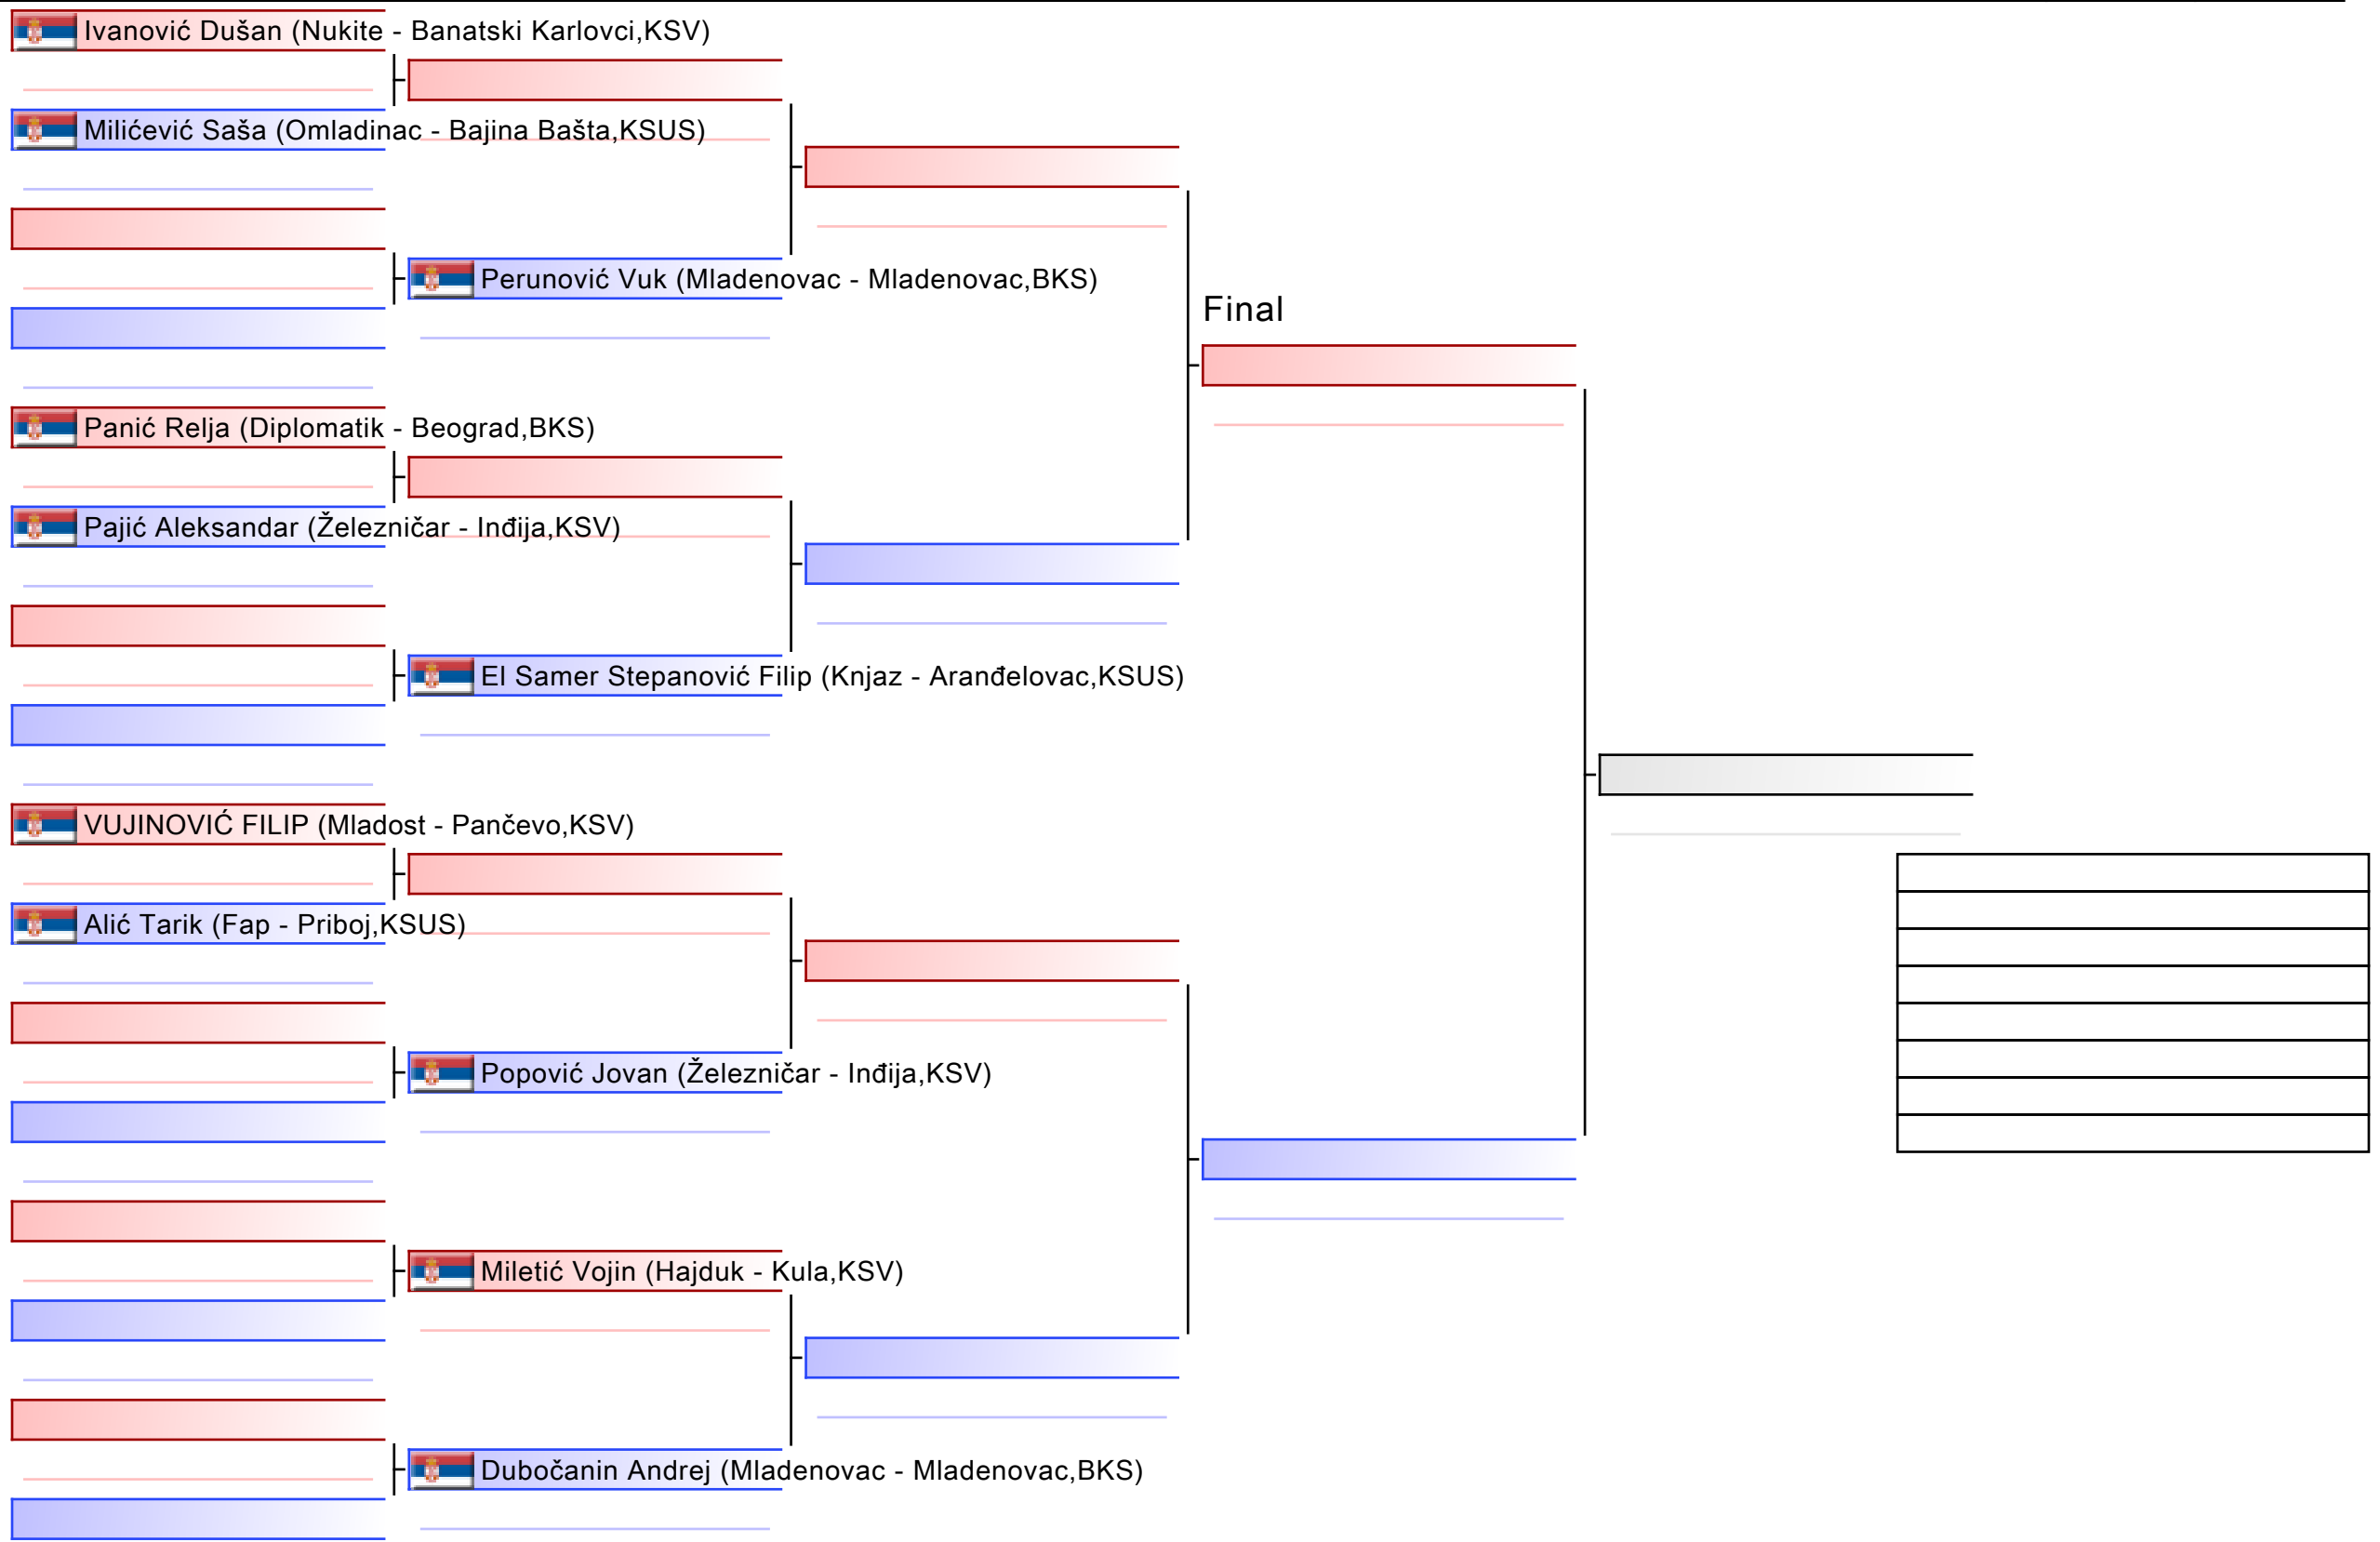 Ivanović Dušan (Nukite - Banatski Karlovci,KSV)
Milićević Saša (Omladinac - Bajina Bašta,KSUS)
Perunović Vuk (Mladenovac - Mladenovac,BKS)
Final
Panić Relja (Diplomatik - Beograd,BKS)
Pajić Aleksandar (Železničar - Inđija,KSV)
El Samer Stepanović Filip (Knjaz - Aranđelovac,KSUS)
VUJINOVIĆ FILIP (Mladost - Pančevo,KSV)
Alić Tarik (Fap - Priboj,KSUS)
Popović Jovan (Železničar - Inđija,KSV)
Miletić Vojin (Hajduk - Kula,KSV)
Dubočanin Andrej (Mladenovac - Mladenovac,BKS)